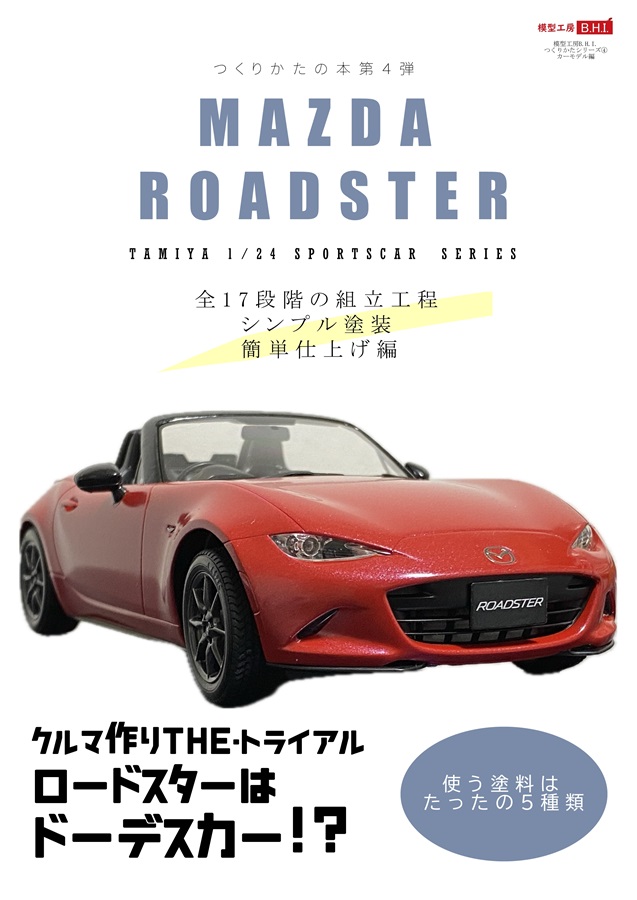 模型工房 B.H.I.
模型工房B.H.I.
つくりかたシリーズ④
カーモデル編
つくりかたの本第4弾
MAZDA
ROADSTER
TAMIYA 1/24 SPORTSCAR SERIES
全17段階の組立工程
シンプル塗装
簡単仕上げ編
ROADSTER
クルマ作りTHE・トライアル
ロードスターは
ドーデスカー!?
使う塗料は
たったの5種類